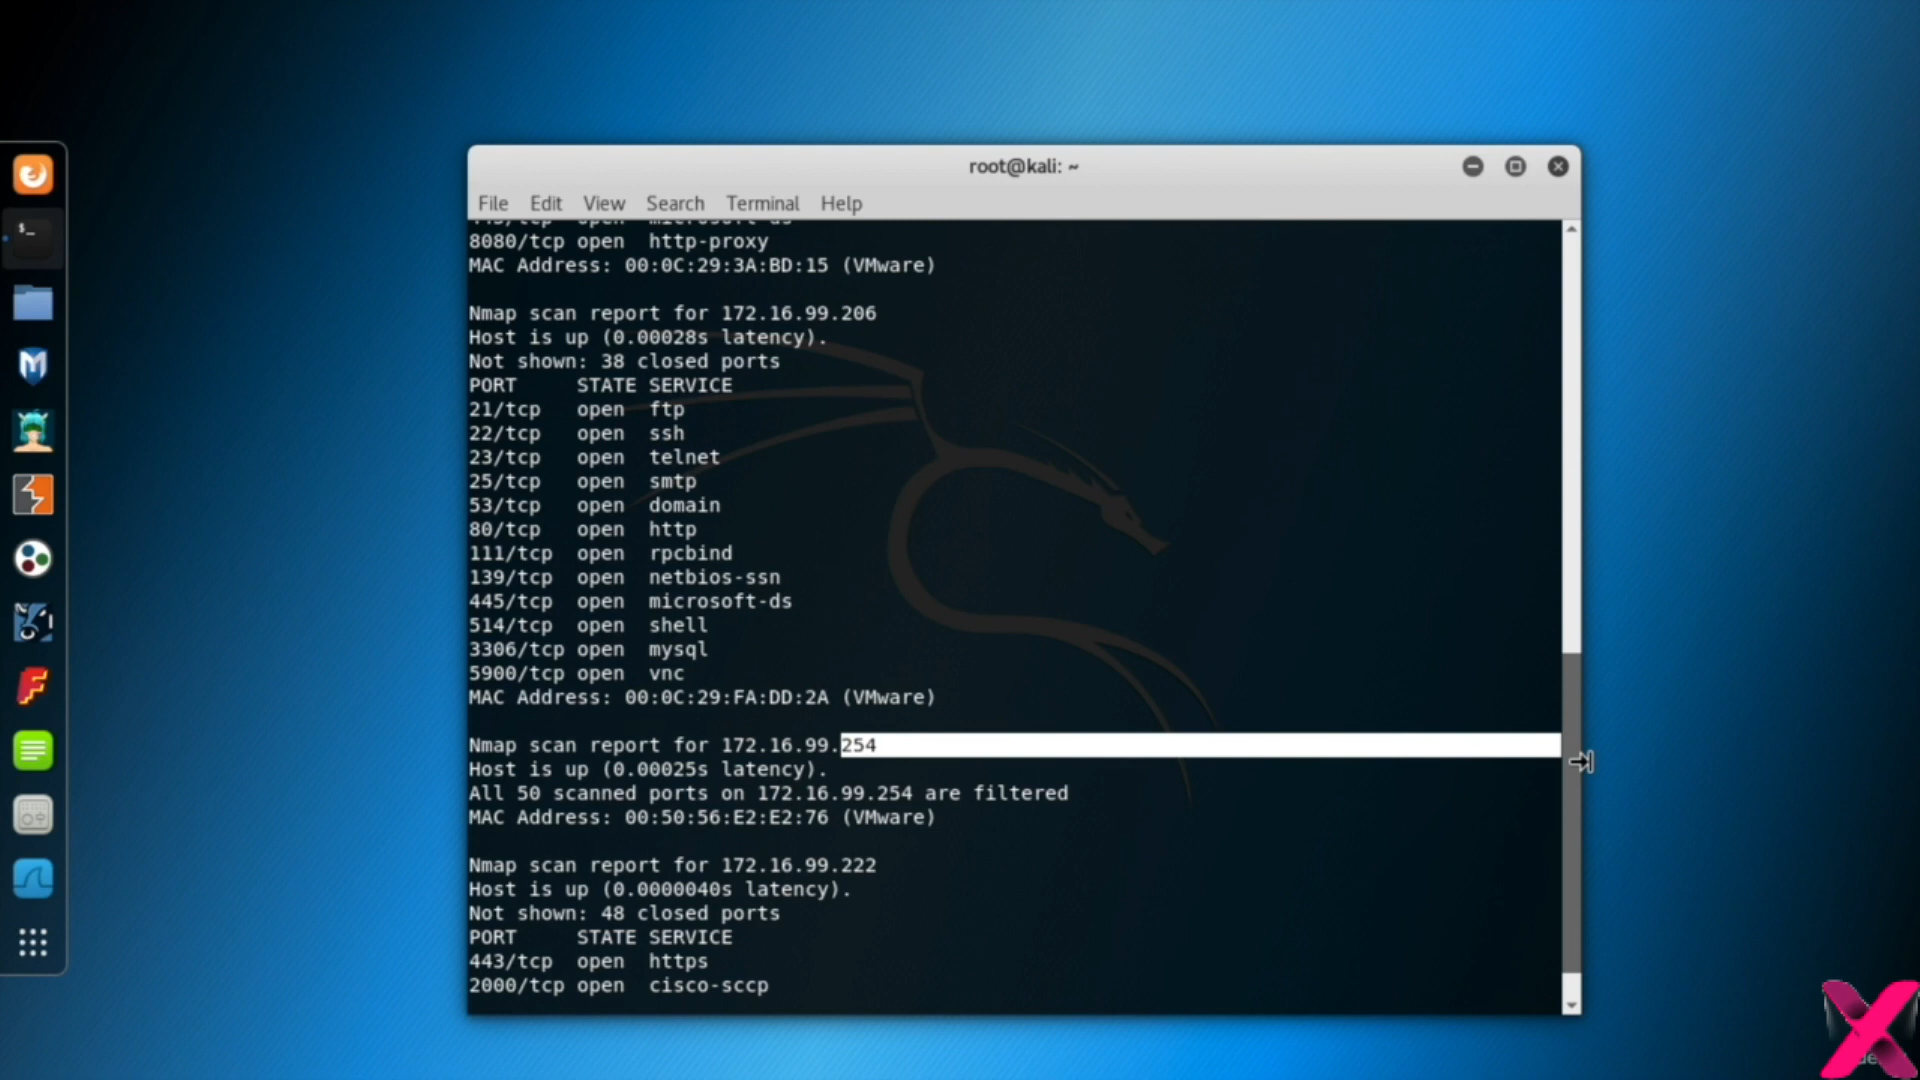 root@kali: ~
File Edit View Search Terminal Help
445/tcp open microsoft-ds
8080/tcp open http-proxy
MAC Address: 00:0C:29:3A:BD:15 (VMware)
Nmap scan report for 172.16.99.206
Host is up (0.00028s latency).
Not shown: 38 closed ports
PORT STATE SERVICE
21/tcp open ftp
22/tcp open ssh
23/tcp open telnet
25/tcp open smtp
53/tcp open domain
80/tcp open http
111/tcp open rpcbind
139/tcp open netbios-ssn
445/tcp open microsoft-ds
514/tcp open shell
3306/tcp open mysql
5900/tcp open vnc
MAC Address: 00:0C:29:FA:DD:2A (VMware)
Nmap scan report for 172.16.99.254
Host is up (0.00025s latency).
All 50 scanned ports on 172.16.99.254 are filtered
MAC Address: 00:50:56:E2:E2:76 (VMware)
Nmap scan report for 172.16.99.222
Host is up (0.0000040s latency).
Not shown: 48 closed ports
PORT STATE SERVICE
443/tcp open https
2000/tcp open cisco-sccp